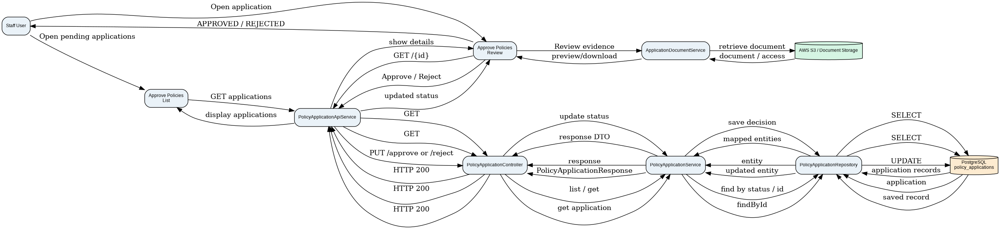 Open application
Staff User
APPROVED / REJECTED
Open pending applications
show details
Approve Policies
Review
GET /{id}
Review evidence
preview/download
ApplicationDocumentService
retrieve document
document / access
AWS S3 / Document Storage
Approve / Reject
updated status
Approve Policies
List
GET applications
display applications
PolicyApplicationApiService
GET
GET
PUT /approve or /reject
HTTP 200
HTTP 200
HTTP 200
PolicyApplicationController
update status
response DTO
response
PolicyApplicationResponse
list / get
get application
PolicyApplicationService
save decision
mapped entities
entity
updated entity
find by status / id
findById
PolicyApplicationRepository
SELECT
SELECT
UPDATE
application records
application
saved record
PostgreSQL
policy_applications